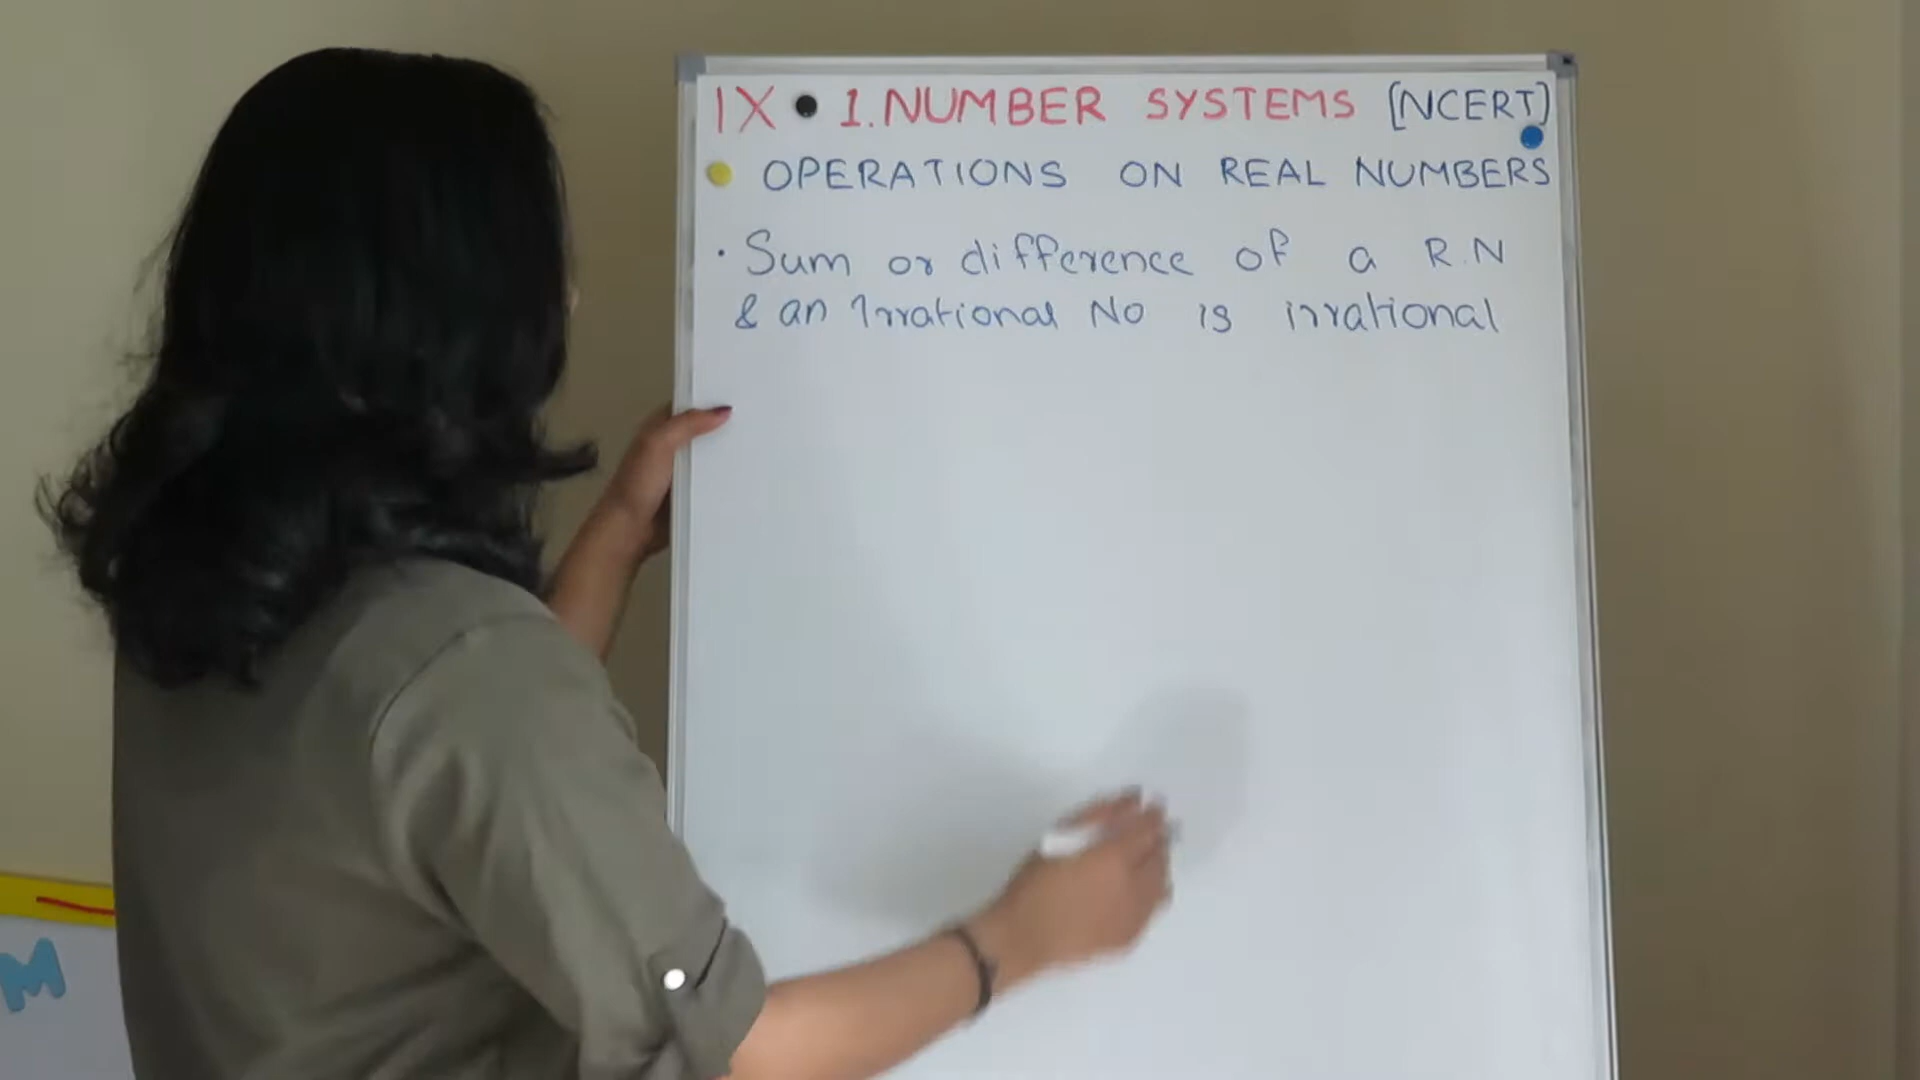 IX • 1. NUMBER SYSTEMS [NCERT]
OPERATIONS ON REAL NUMBERS
· Sum or difference of a R.N
& an Irrational No is irrational
M